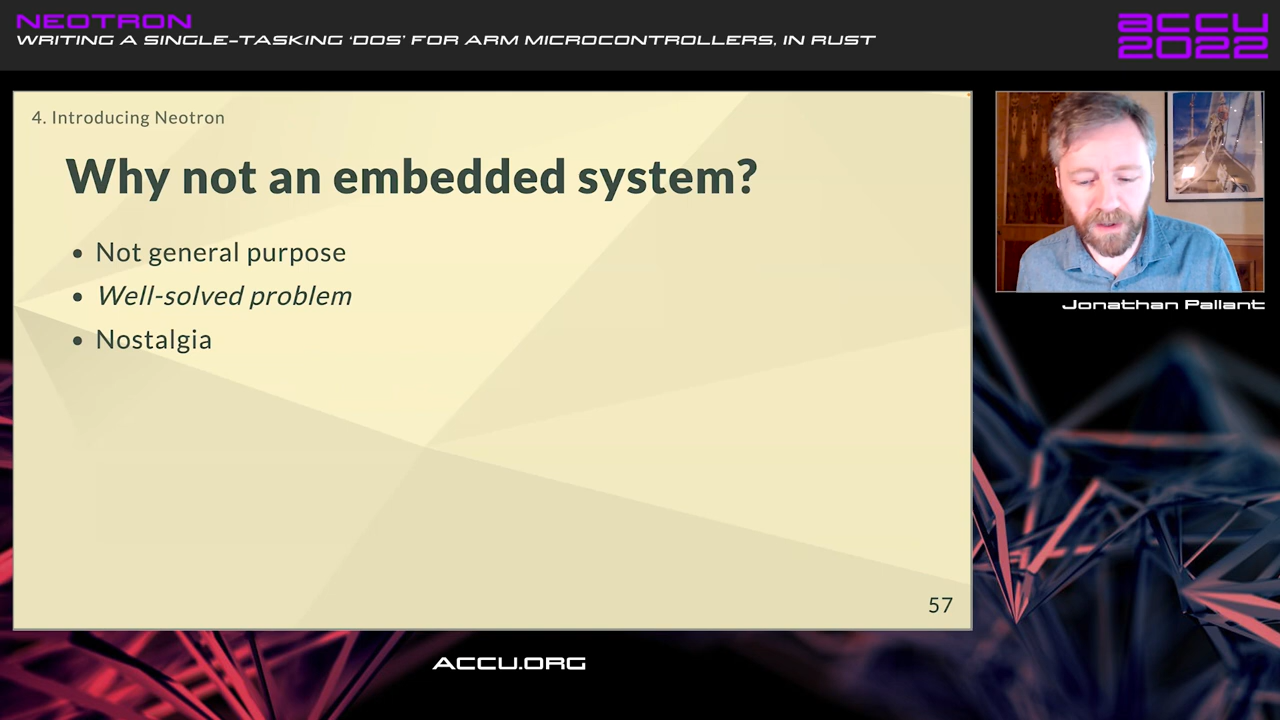 NEOTRON
WRITING A SINGLE-TASKING 'DOS' FOR ARM MICROCONTROLLERS, IN RUST
ACCU
2022
4. Introducing Neotron
Why not an embedded system?
• Not general purpose
• Well-solved problem
• Nostalgia
57
Jonathan Pallant
ACCU.ORG